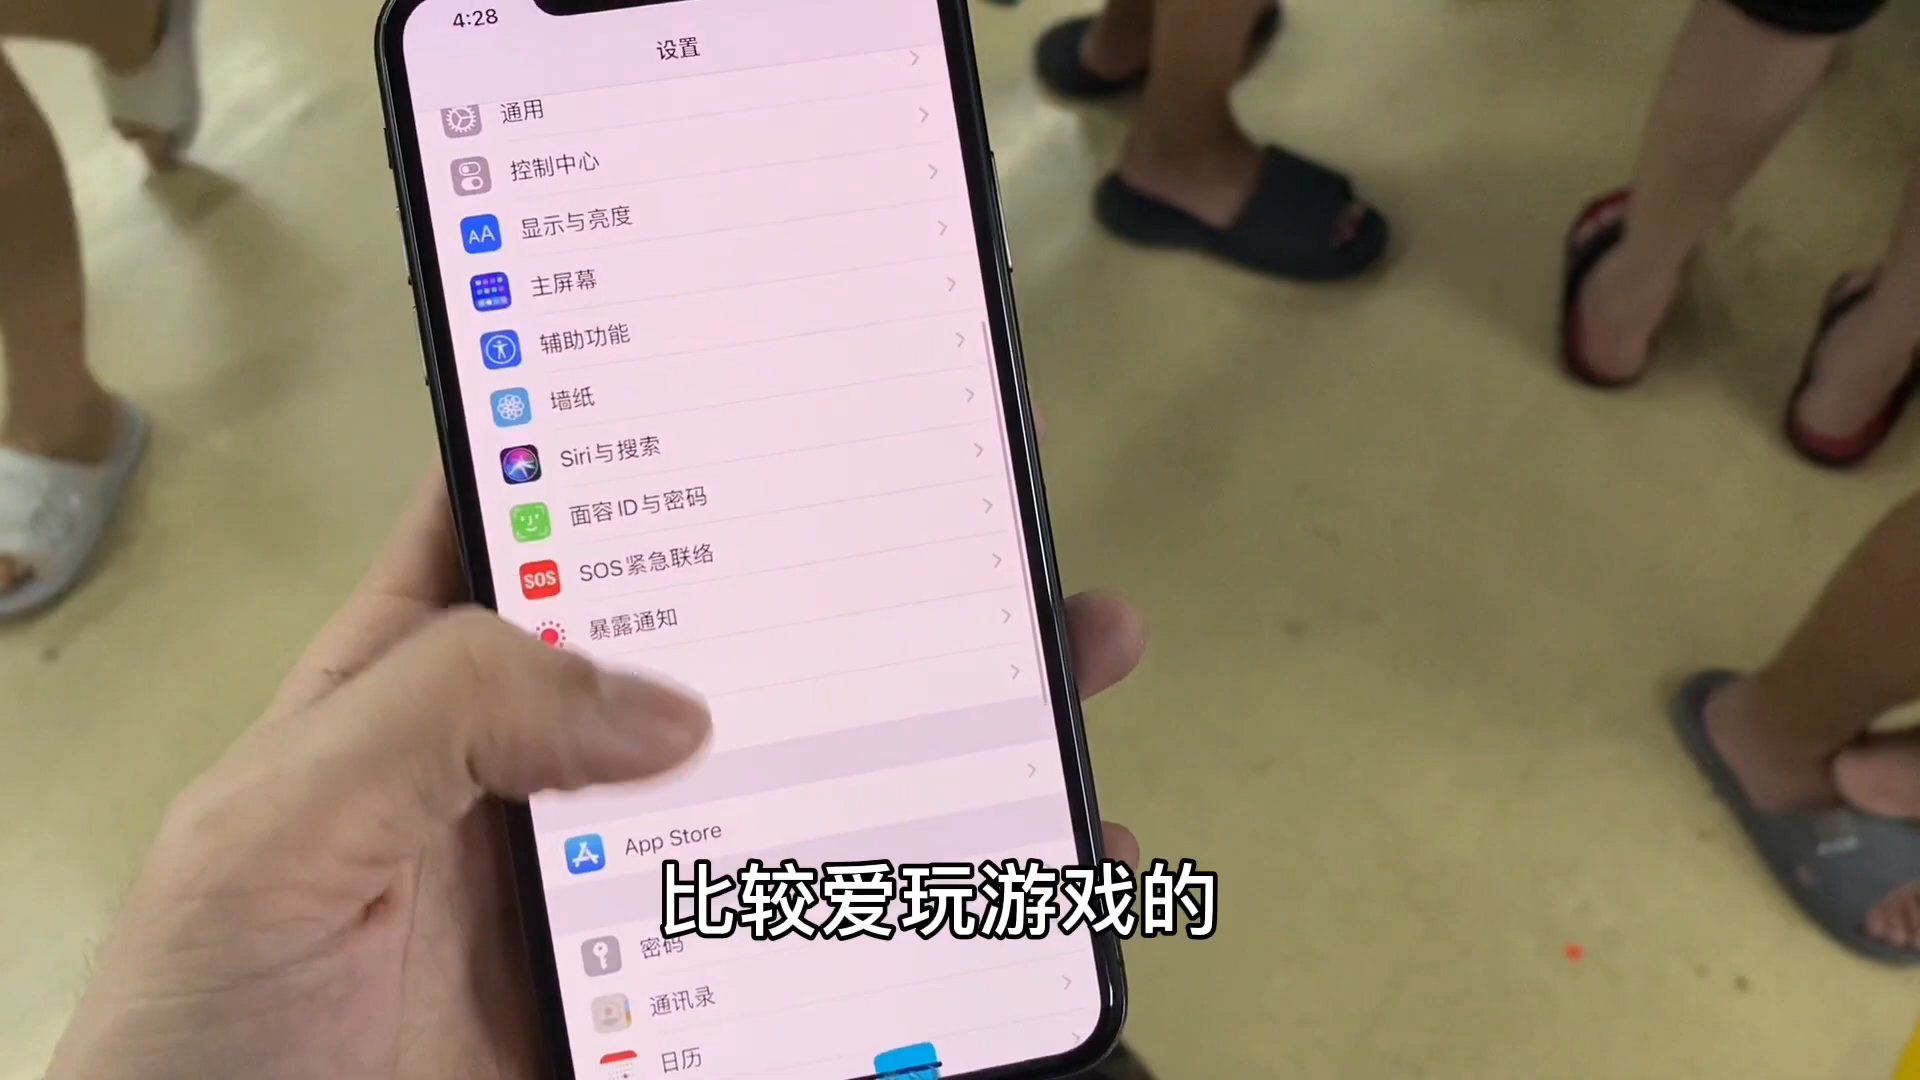 4:28
设置
通用
控制中心
AA 显示与亮度
主屏幕
辅助功能
墙纸
Siri与搜索
面容ID与密码
SOS SOS紧急联络
暴露通知
App Store
比较爱玩游戏的
密码
通讯录
日历